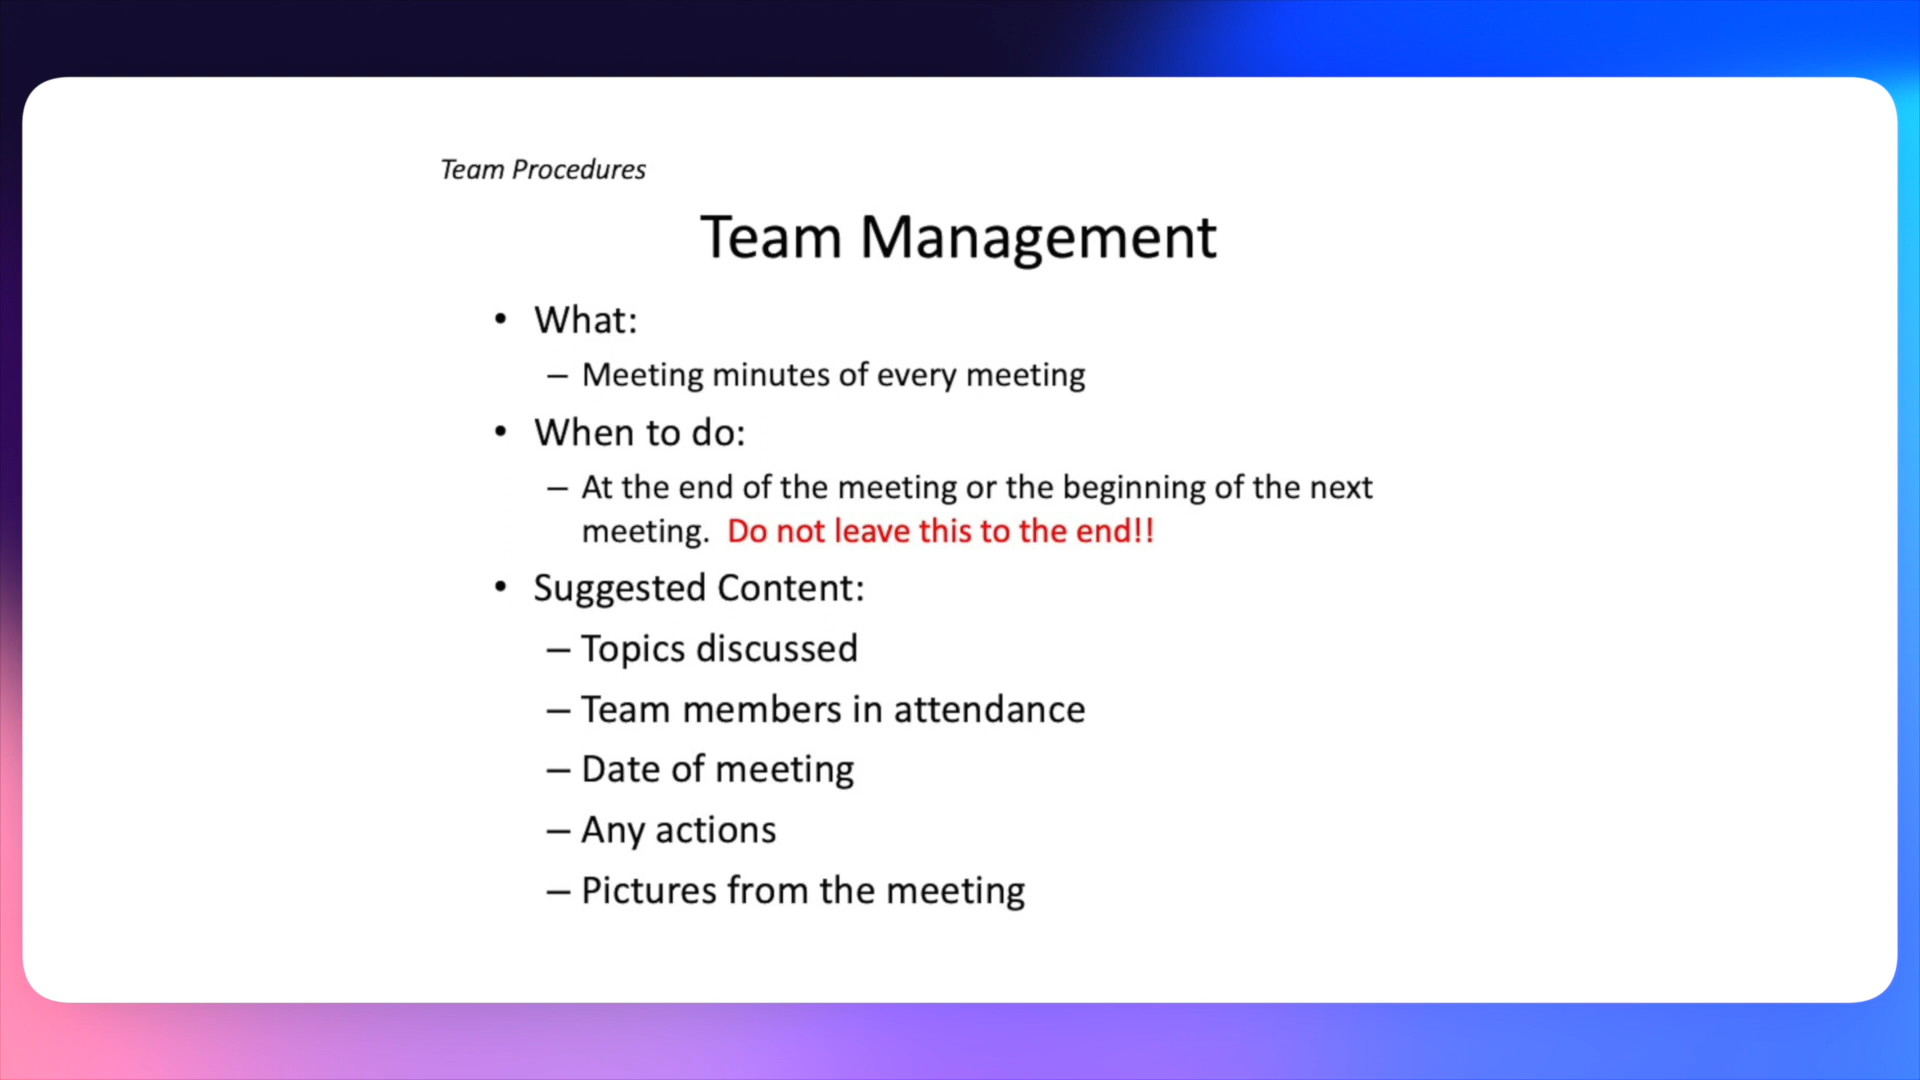 Team Procedures
Team Management
• What:
– Meeting minutes of every meeting
• When to do:
– At the end of the meeting or the beginning of the next
meeting. Do not leave this to the end!!
• Suggested Content:
– Topics discussed
– Team members in attendance
– Date of meeting
– Any actions
– Pictures from the meeting